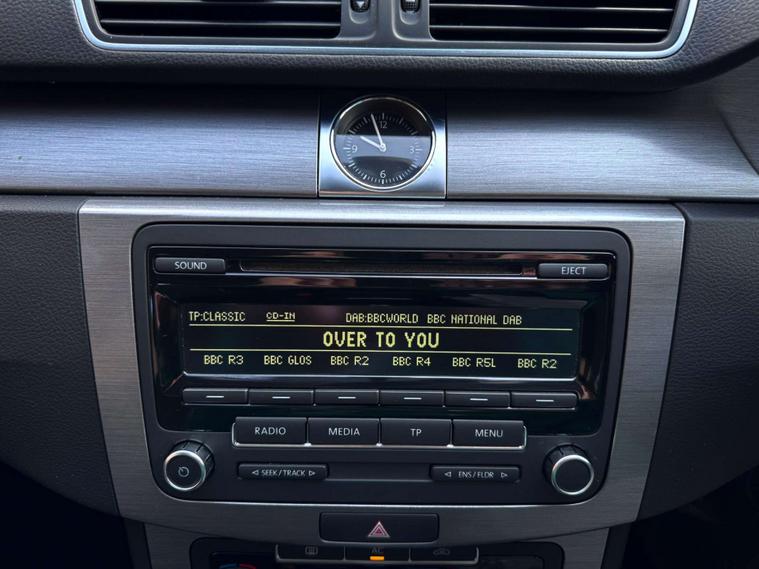 12
9 3
6
SOUND EJECT
TP:CLASSIC CD-IN DAB:BBCWORLD BBC NATIONAL DAB
OVER TO YOU
BBC R3 BBC GLOS BBC R2 BBC R4 BBC R5L BBC R2
RADIO MEDIA TP MENU
SEEK / TRACK ENS / FLDR
AC